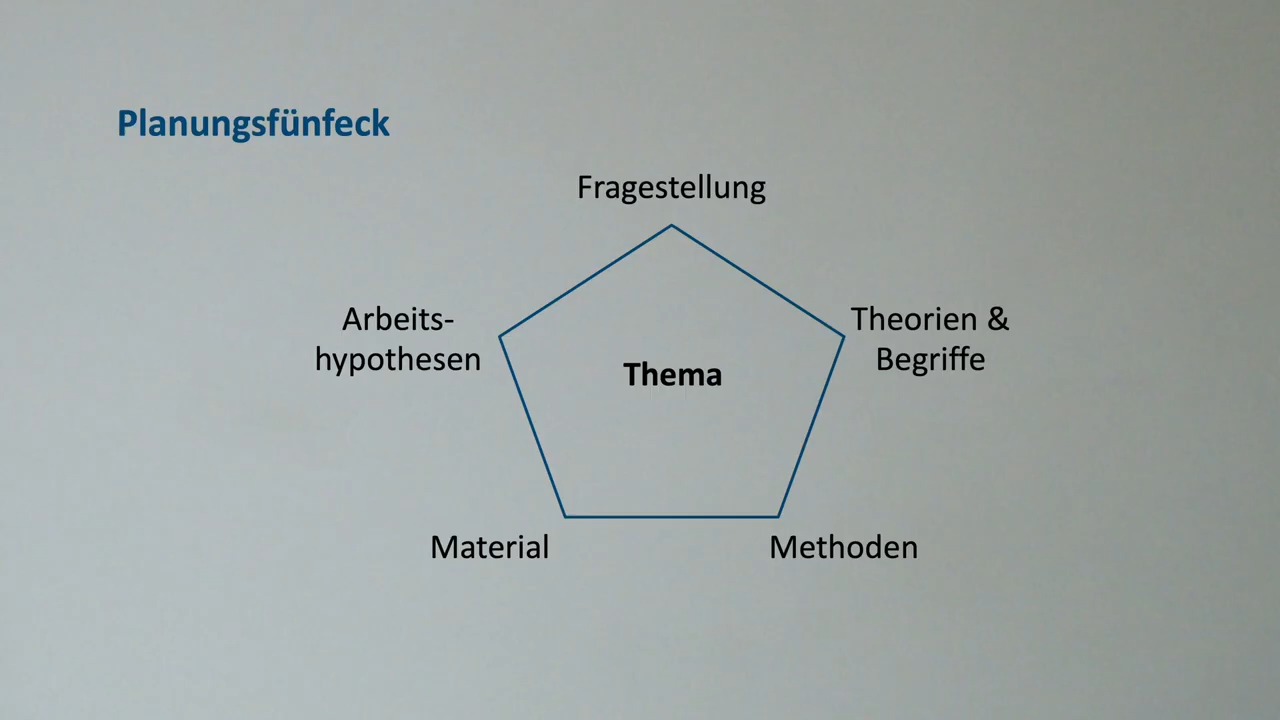 Planungsfünfeck
Fragestellung
Arbeits-
hypothesen
Theorien &
Begriffe
Thema
Material
Methoden